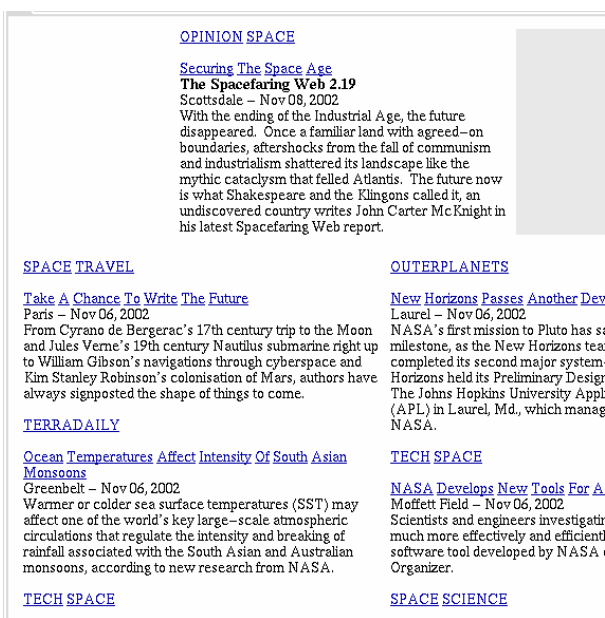 OPINION SPACE
Securing The Space Age
The Spacefaring Web 2.19
Scottsdale – Nov 08, 2002
With the ending of the Industrial Age, the future
disappeared. Once a familiar land with agreed–on
boundaries, aftershocks from the fall of communism
and industrialism shattered its landscape like the
mythic cataclysm that felled Atlantis. The future now
is what Shakespeare and the Klingons called it, an
undiscovered country writes John Carter McKnight in
his latest Spacefaring Web report.
SPACE TRAVEL
Take A Chance To Write The Future
Paris – Nov 06, 2002
From Cyrano de Bergerac's 17th century trip to the Moon
and Jules Verne's 19th century Nautilus submarine right up
to William Gibson's navigations through cyberspace and
Kim Stanley Robinson's colonisation of Mars, authors have
always signposted the shape of things to come.
TERRADAILY
Ocean Temperatures Affect Intensity Of South Asian
Monsoons
Greenbelt – Nov 06, 2002
Warmer or colder sea surface temperatures (SST) may
affect one of the world's key large–scale atmospheric
circulations that regulate the intensity and breaking of
rainfall associated with the South Asian and Australian
monsoons, according to new research from NASA.
TECH SPACE
OUTERPLANETS
New Horizons Passes Another Dev
Laurel – Nov 06, 2002
NASA's first mission to Pluto has sa
milestone, as the New Horizons tea
completed its second major system–
Horizons held its Preliminary Design
The Johns Hopkins University Appl
(APL) in Laurel, Md., which manag
NASA.
TECH SPACE
NASA Develops New Tools For A
Moffett Field – Nov 06, 2002
Scientists and engineers investigatin
much more effectively and efficient
software tool developed by NASA
Organizer.
SPACE SCIENCE